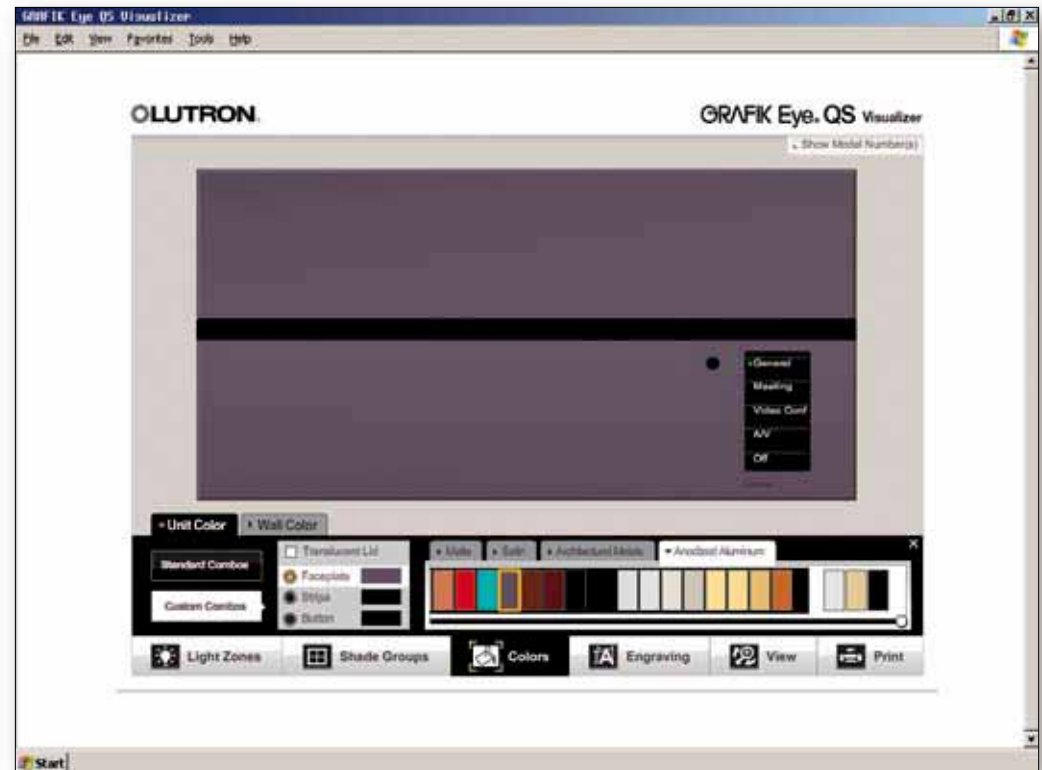 GRAFIK Eye QS Visualizer
File Edit View Favorites Tools Help
LUTRON
GRAFIK Eye. QS Visualizer
Show Model Number(s)
General
Meeting
Video Conf
A/V
Off
Unit Color Wall Color
Standard Combos
Custom Combos
Translucent Lid
Faceplate
Stripe
Button
Matte Satin Architectural Metals Anodized Aluminum
Light Zones Shade Groups Colors Engraving View Print
Start